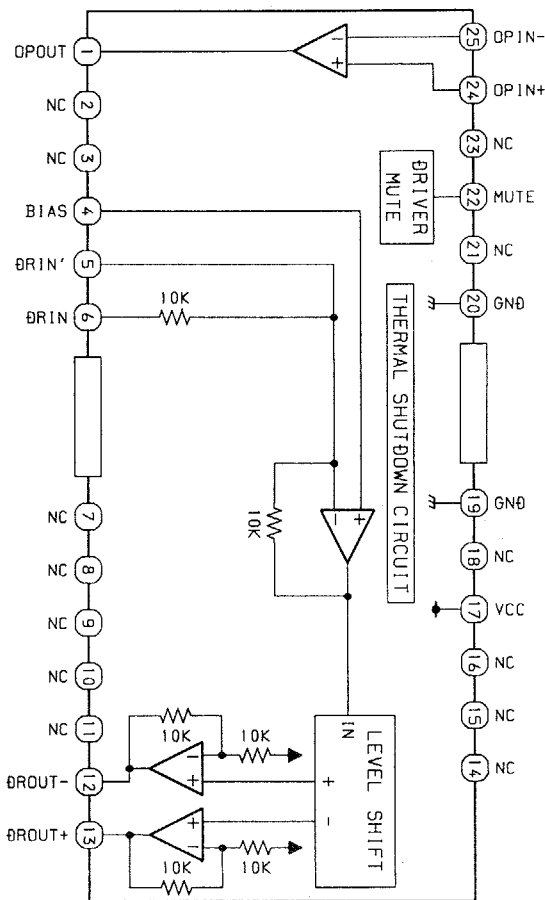 OPOUT 1
NC 2
NC 3
BIAS 4
DRIN' 5
DRIN 6
NC 7
NC 8
NC 9
NC 10
NC 11
DROUT- 12
DROUT+ 13
25 OPIN-
24 OPIN+
23 NC
22 MUTE
21 NC
20 GND
19 GND
18 NC
17 VCC
16 NC
15 NC
14 NC
-
+
DRIVER
MUTE
THERMAL SHUTDOWN CIRCUIT
10K
10K
-
+
LEVEL SHIFT
IN
+
-
10K
10K
-
+
+
-
10K
10K